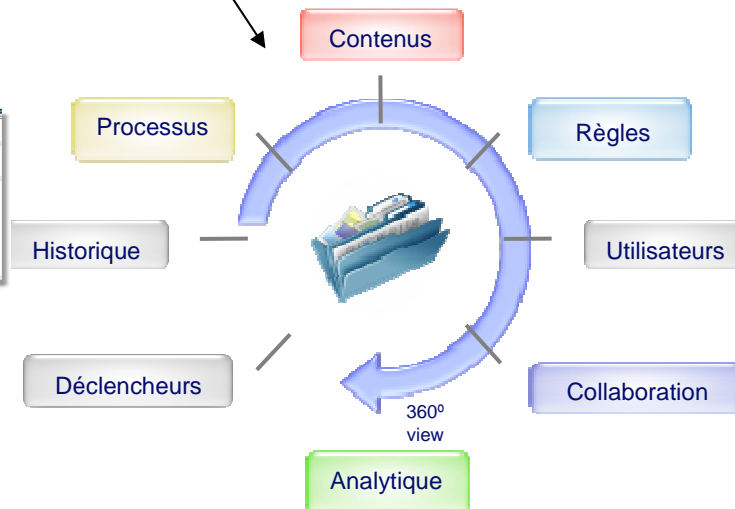 Contenus
Processus
Règles
Historique
Utilisateurs
Déclencheurs
Collaboration
360º
view
Analytique